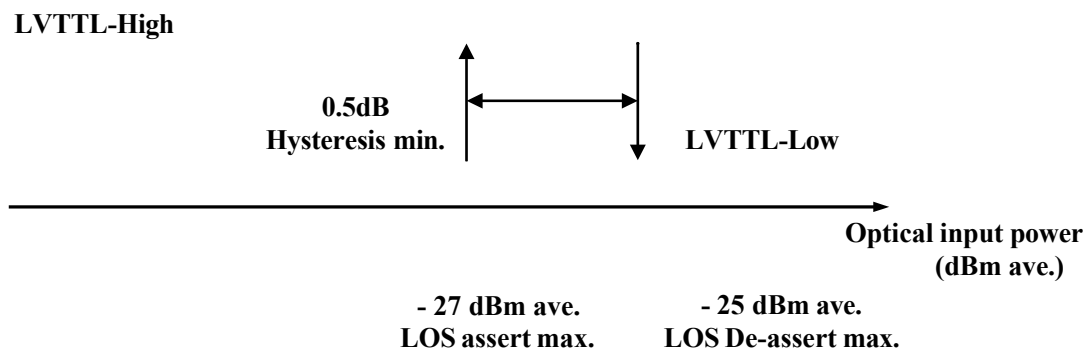 LVTTL-High
0.5dB
Hysteresis min.
LVTTL-Low
Optical input power
(dBm ave.)
- 27 dBm ave.
LOS assert max.
- 25 dBm ave.
LOS De-assert max.